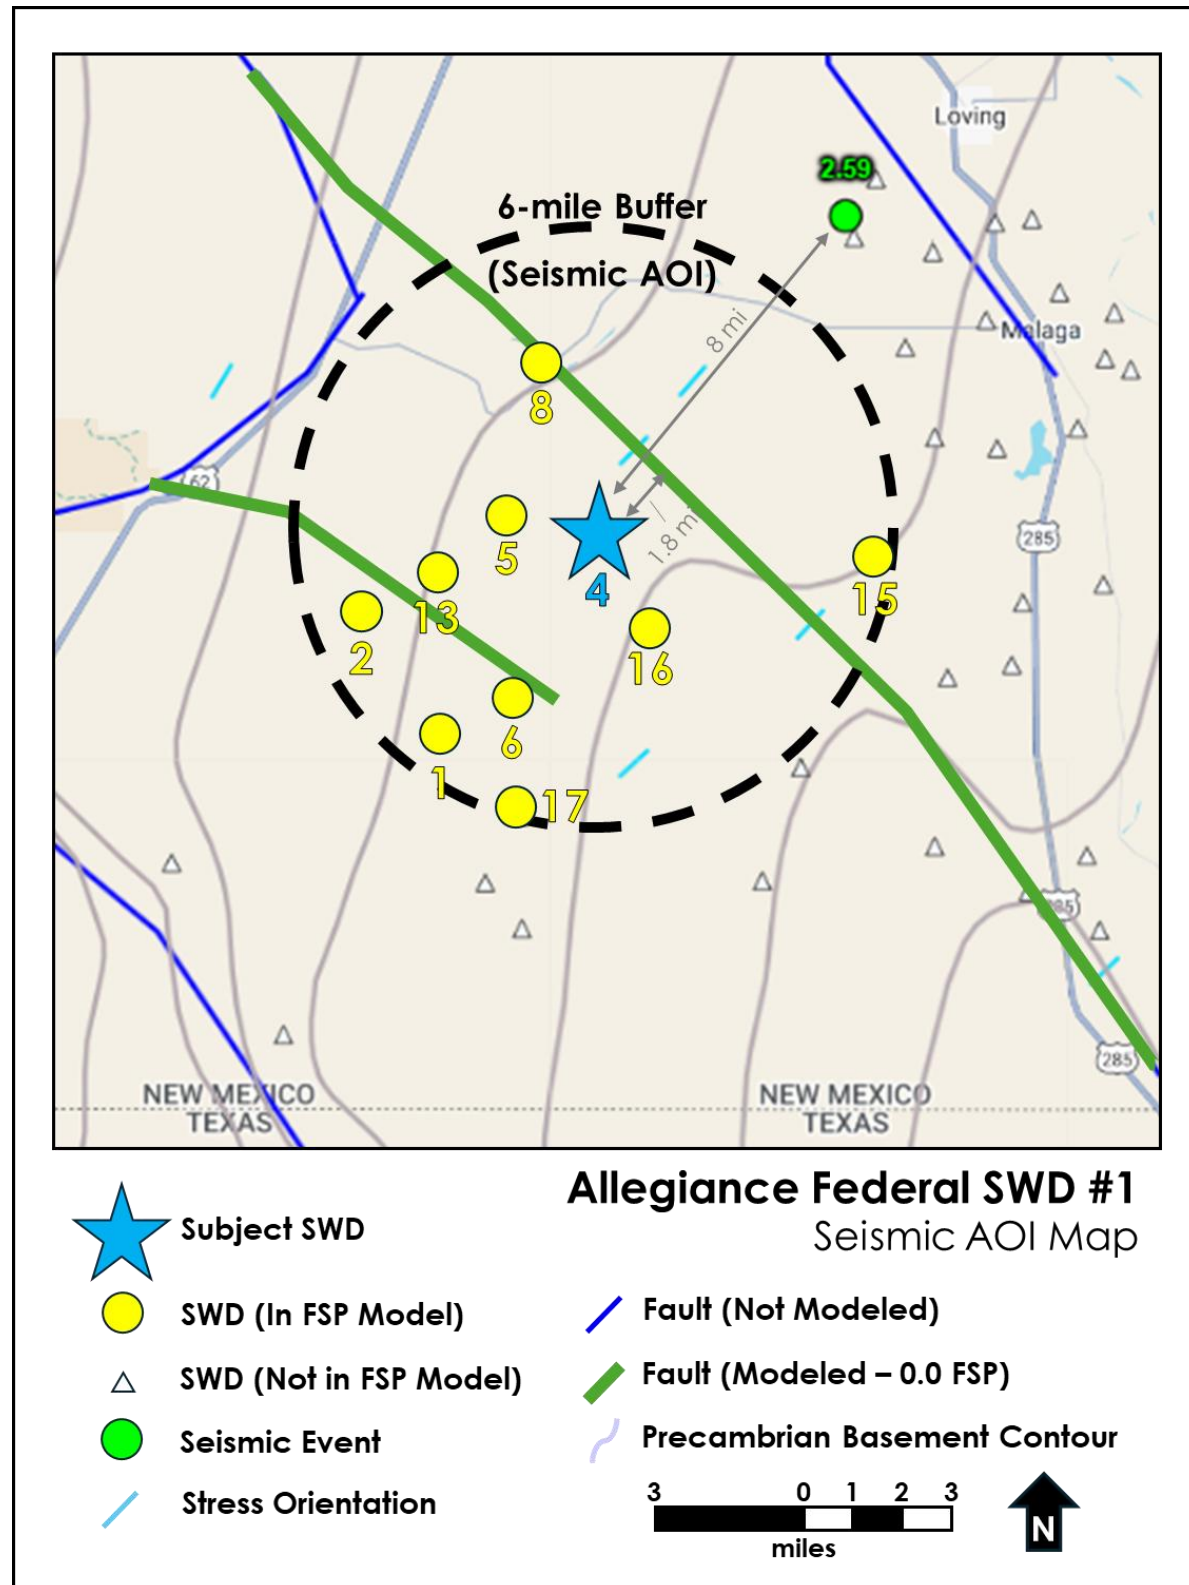 Loving
2.59
6-mile Buffer
(Seismic AOI)
8 mi
Malaga
8
62
1.8 mi
5
4
285
15
13
2
16
6
1
17
285
285
NEW MEXICO
TEXAS
NEW MEXICO
TEXAS
Allegiance Federal SWD #1
Seismic AOI Map
Subject SWD
SWD (In FSP Model)
SWD (Not in FSP Model)
Seismic Event
Stress Orientation
Fault (Not Modeled)
Fault (Modeled – 0.0 FSP)
Precambrian Basement Contour
3 0 1 2 3
miles
N